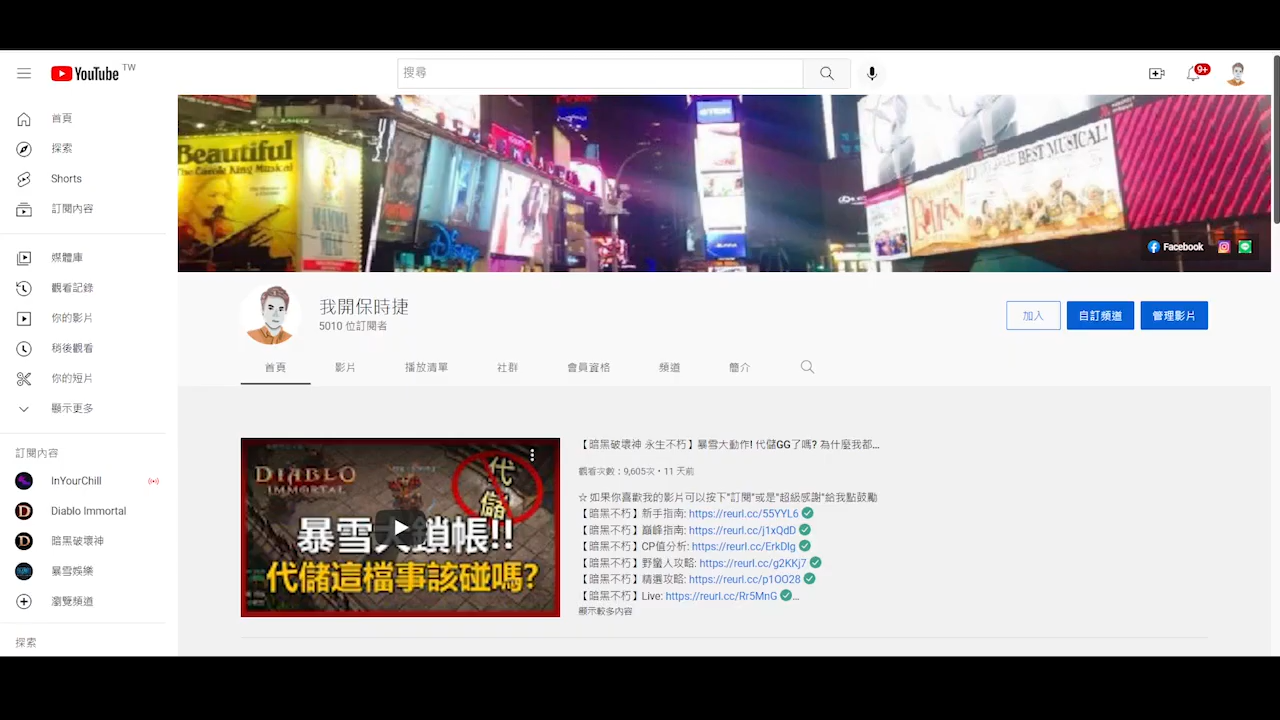 YouTube TW
搜尋
9+
首頁
探索
Shorts
訂閱內容
媒體庫
觀看記錄
你的影片
稍後觀看
你的短片
顯示更多
訂閱內容
InYourChill
Diablo Immortal
暗黑破壞神
暴雪娛樂
瀏覽頻道
探索
Beautiful
The Carole King Musical
MAMMA
BEST MUSICAL!
Facebook
我開保時捷
5010 位訂閱者
加入
自訂頻道
管理影片
首頁 影片 播放清單 社群 會員資格 頻道 簡介
DIABLO
IMMORTAL
代儲
暴雪大鎖帳!!
代儲這檔事該碰嗎?
【暗黑破壞神 永生不朽】暴雪大動作! 代儲GG了嗎? 為什麼我都...
觀看次數：9,605次 • 11 天前
☆ 如果你喜歡我的影片可以按下"訂閱"或是"超級感謝"給我點鼓勵
【暗黑不朽】新手指南: https://reurl.cc/55YYL6
【暗黑不朽】巔峰指南: https://reurl.cc/j1xQdD
【暗黑不朽】CP值分析: https://reurl.cc/ErkDlg
【暗黑不朽】野蠻人攻略: https://reurl.cc/g2KKj7
【暗黑不朽】精選攻略: https://reurl.cc/p1OO28
【暗黑不朽】Live: https://reurl.cc/Rr5MnG ...
顯示較多內容